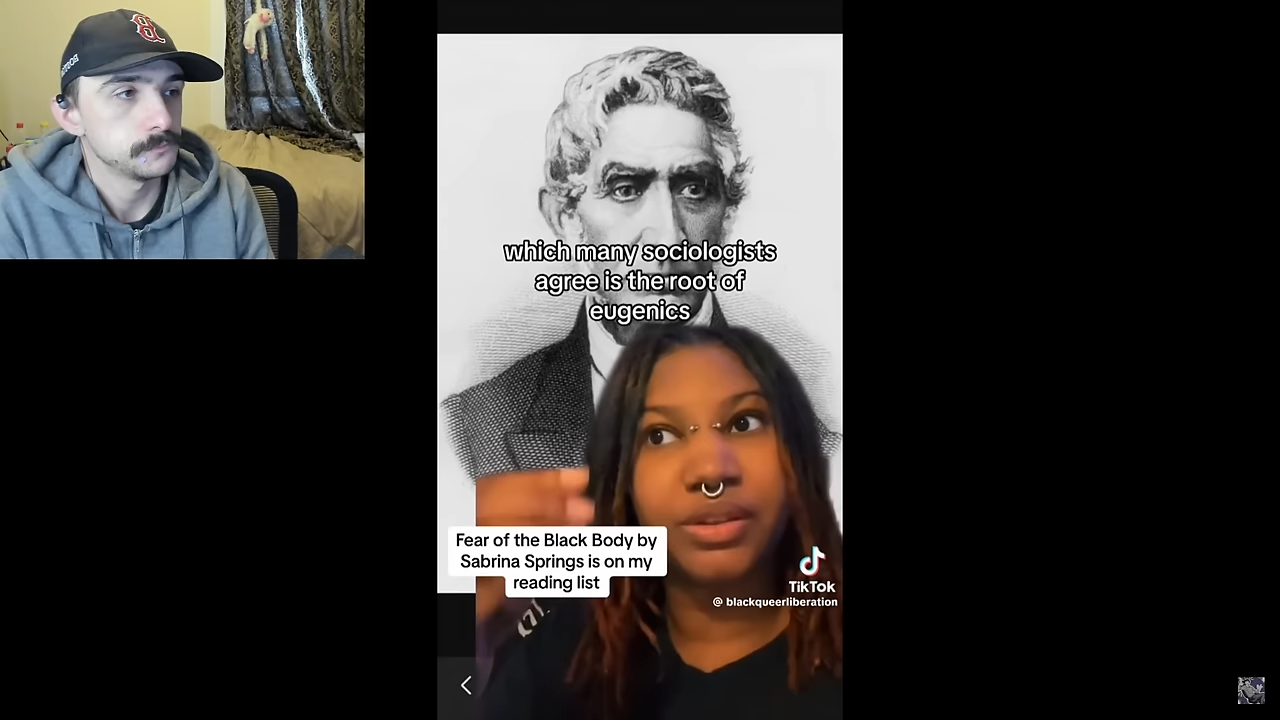 B
which many sociologists
agree is the root of
eugenics
Fear of the Black Body by
Sabrina Springs is on my
reading list
TikTok
@ blackqueerliberation